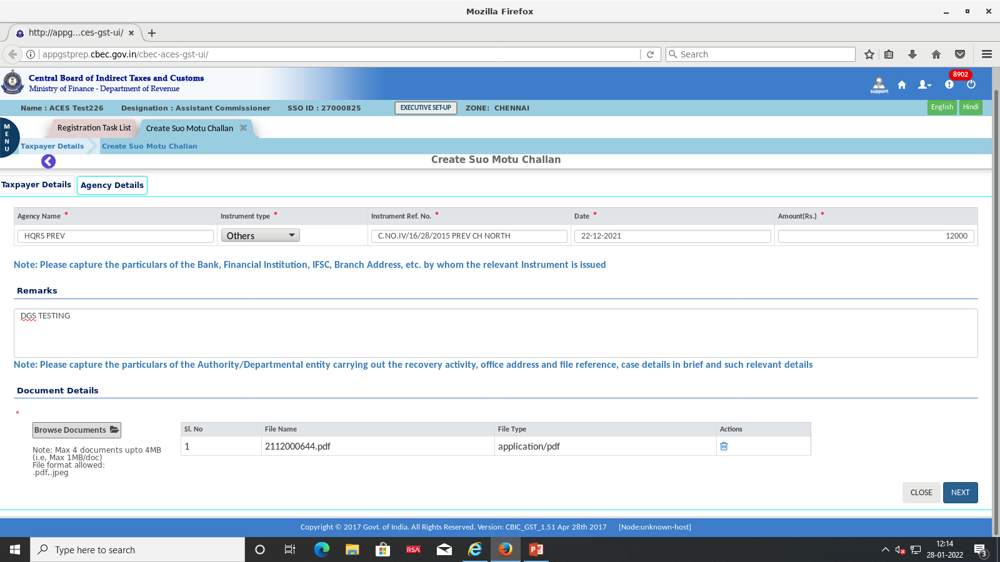 Mozilla Firefox
http://appg...ces-gst-ui/
appgstprep.cbec.gov.in/cbec-aces-gst-ui/
Search
Central Board of Indirect Taxes and Customs
Ministry of Finance - Department of Revenue
support
8902
Name : ACES Test226 Designation : Assistant Commissioner SSO ID : 27000825 EXECUTIVE SET-UP ZONE: CHENNAI English Hindi
MENU
Registration Task List Create Suo Motu Challan
Taxpayer Details Create Suo Motu Challan
Create Suo Motu Challan
Taxpayer Details Agency Details
Agency Name * Instrument type * Instrument Ref. No. * Date * Amount(Rs.) *
HQRS PREV Others C.NO.IV/16/28/2015 PREV CH NORTH 22-12-2021 12000
Note: Please capture the particulars of the Bank, Financial Institution, IFSC, Branch Address, etc. by whom the relevant Instrument is issued
Remarks
DGS TESTING
Note: Please capture the particulars of the Authority/Departmental entity carrying out the recovery activity, office address and file reference, case details in brief and such relevant details
Document Details
*
Browse Documents
Note: Max 4 documents upto 4MB
(i.e, Max 1MB/doc)
File format allowed:
.pdf,.jpeg
Sl. No File Name File Type Actions
1 2112000644.pdf application/pdf
CLOSE NEXT
Copyright © 2017 Govt. of India. All Rights Reserved. Version: CBIC_GST_1.51 Apr 28th 2017 [Node:unknown-host]
Type here to search
RSA
12:14
28-01-2022
3